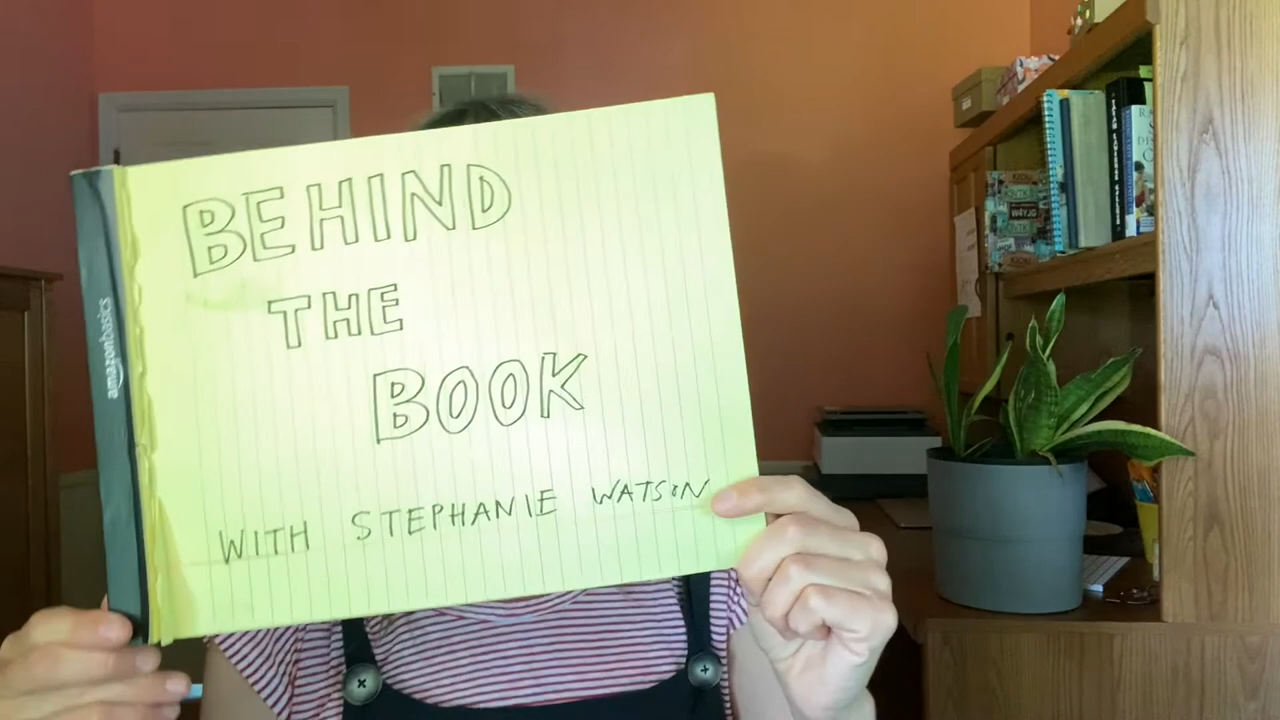 BEHIND
THE
BOOK
WITH STEPHANIE WATSON
amazonbasics